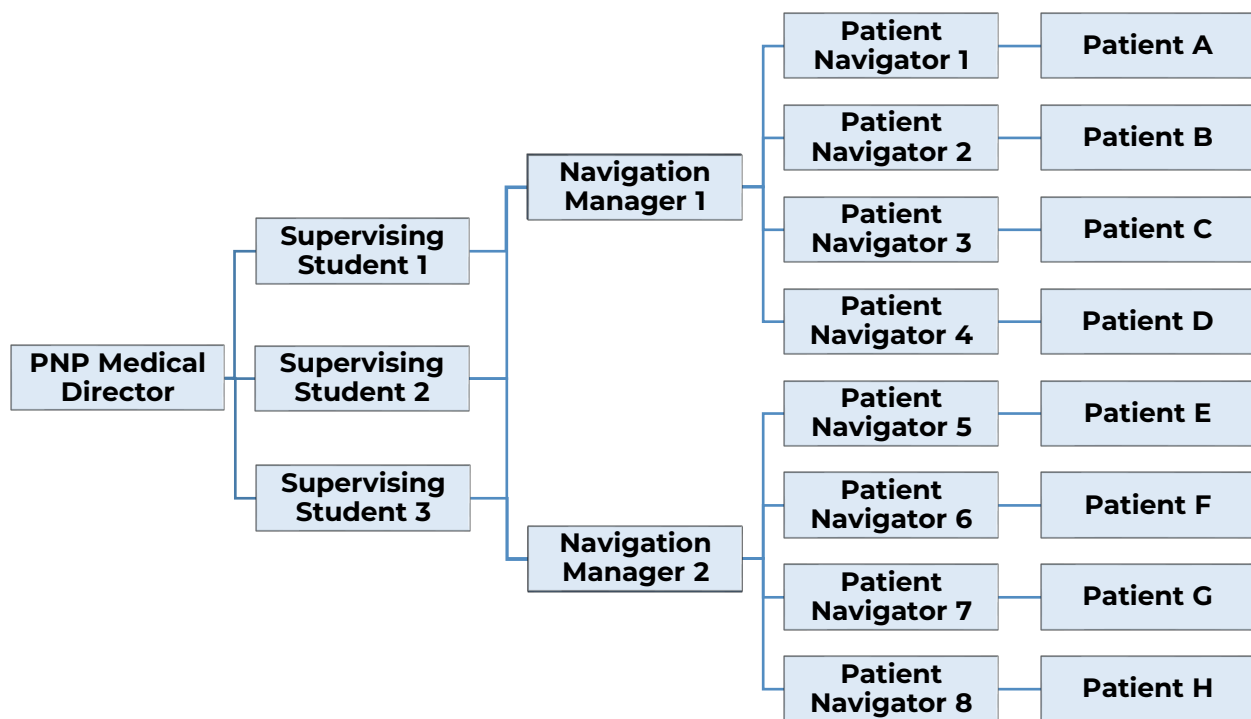 PNP Medical
Director
Supervising
Student 1
Supervising
Student 2
Supervising
Student 3
Navigation
Manager 1
Navigation
Manager 2
Patient
Navigator 1
Patient A
Patient
Navigator 2
Patient B
Patient
Navigator 3
Patient C
Patient
Navigator 4
Patient D
Patient
Navigator 5
Patient E
Patient
Navigator 6
Patient F
Patient
Navigator 7
Patient G
Patient
Navigator 8
Patient H